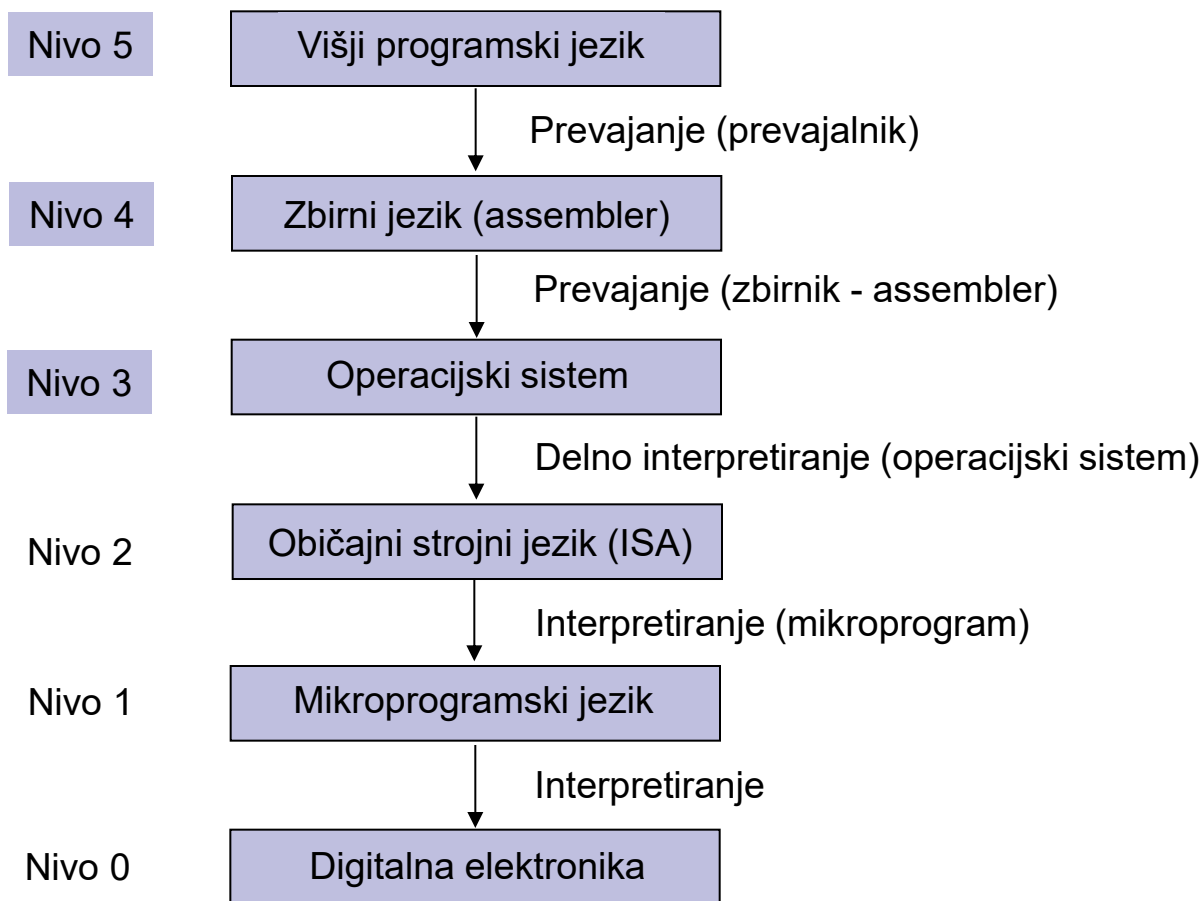 Nivo 5
Višji programski jezik
Prevajanje (prevajalnik)
Nivo 4
Zbirni jezik (assembler)
Prevajanje (zbirnik - assembler)
Nivo 3
Operacijski sistem
Delno interpretiranje (operacijski sistem)
Nivo 2
Običajni strojni jezik (ISA)
Interpretiranje (mikroprogram)
Nivo 1
Mikroprogramski jezik
Interpretiranje
Nivo 0
Digitalna elektronika